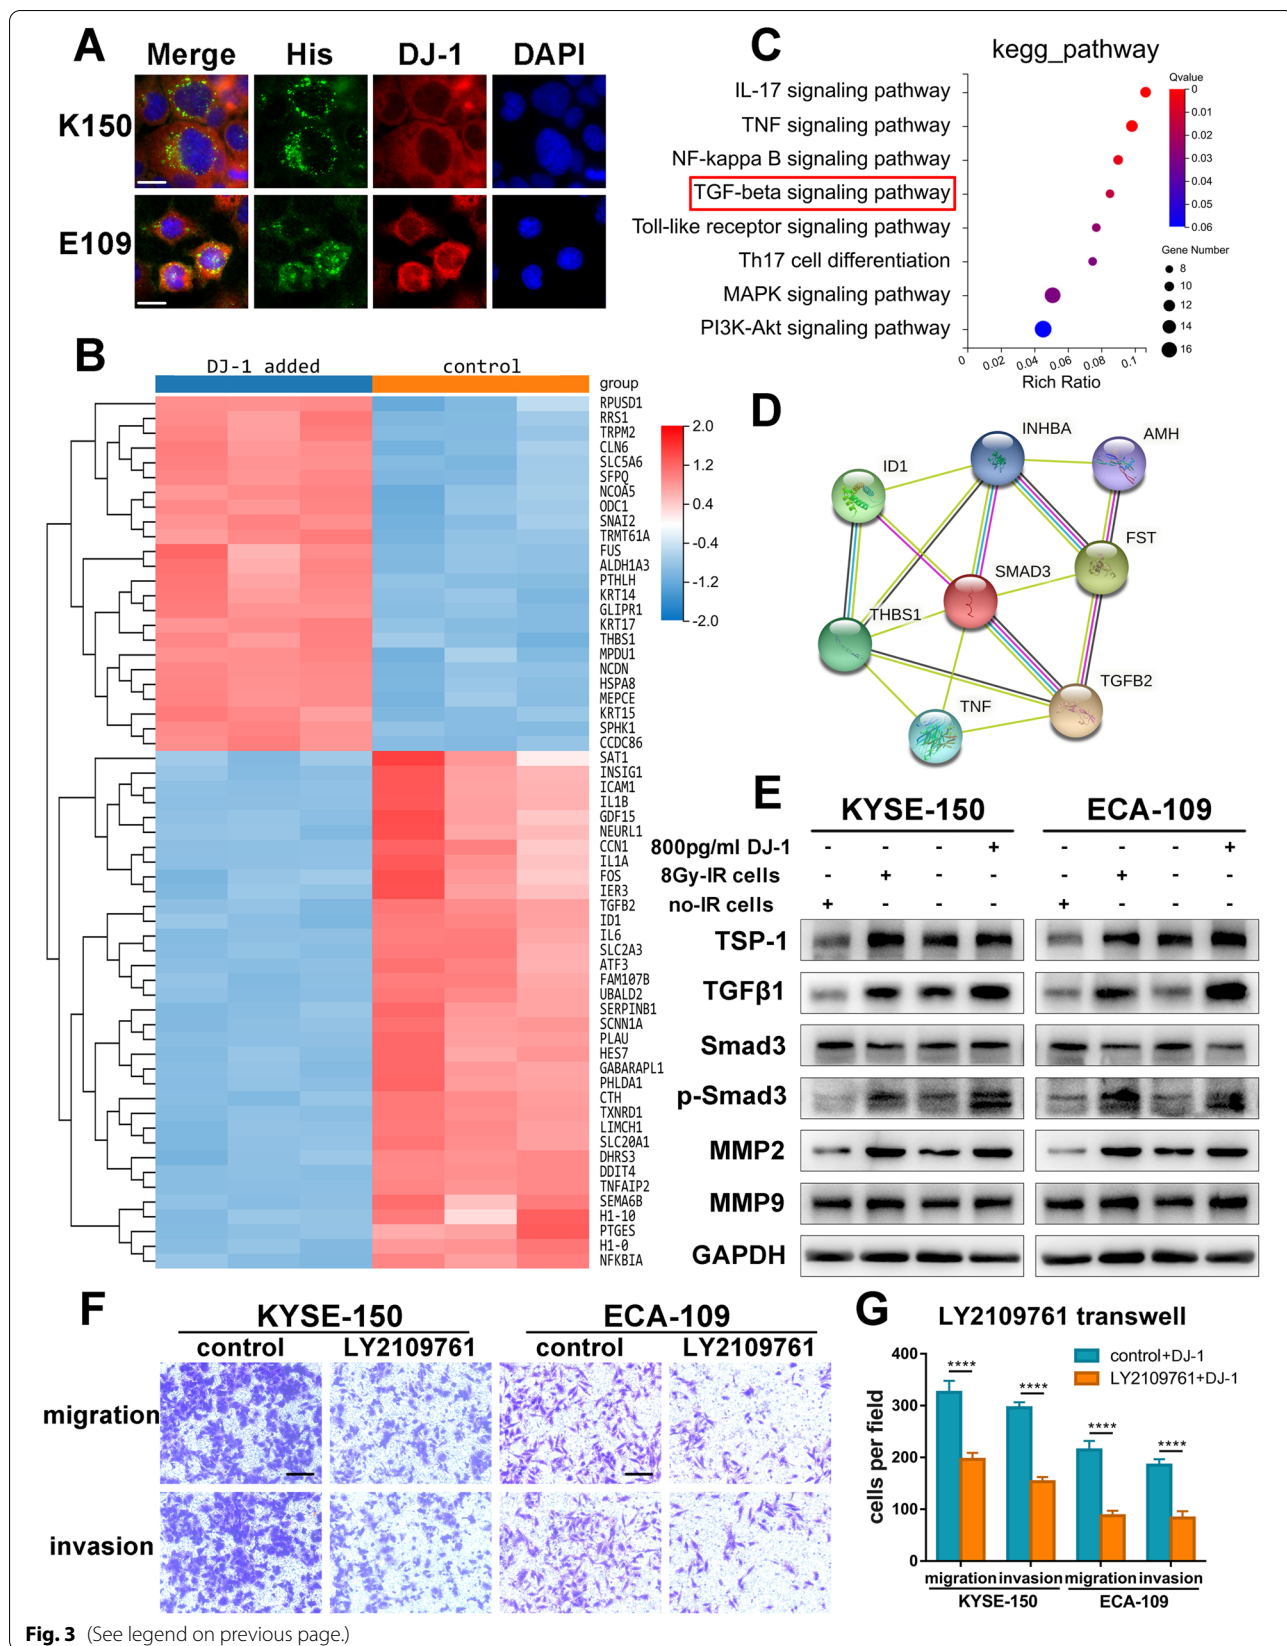 A
Merge His DJ-1 DAPI
K150
E109
C
kegg_pathway
IL-17 signaling pathway
TNF signaling pathway
NF-kappa B signaling pathway
TGF-beta signaling pathway
Toll-like receptor signaling pathway
Th17 cell differentiation
MAPK signaling pathway
PI3K-Akt signaling pathway
0 0.02 0.04 0.06 0.08 0.1
Rich Ratio
Qvalue
0
0.01
0.02
0.03
0.04
0.05
0.06
Gene Number
8
10
12
14
16
B
DJ-1 added control
group
RPUSD1
RRS1
TRPM2
CLN6
SLC5A6
SFPQ
NCOA5
ODC1
SNAI2
TRMT61A
FUS
ALDH1A3
PTHLH
KRT14
GLIPR1
KRT17
THBS1
MPDU1
NCDN
HSPA8
MEPCE
KRT15
SPHK1
CCDC86
SAT1
INSIG1
ICAM1
IL1B
GDF15
NEURL1
CCN1
IL1A
FOS
IER3
TGFB2
ID1
IL6
SLC2A3
ATF3
FAM107B
UBALD2
SERPINB1
SCNN1A
PLAU
HES7
GABARAPL1
PHLDA1
CTH
TXNRD1
LIMCH1
SLC20A1
DHRS3
DDIT4
TNFAIP2
SEMA6B
H1-10
PTGES
H1-0
NFKBIA
2.0
1.2
0.4
-0.4
-1.2
-2.0
D
INHBA
AMH
ID1
FST
SMAD3
THBS1
TGFB2
TNF
E
KYSE-150 ECA-109
800pg/ml DJ-1 - - - + - - - +
8Gy-IR cells - + - - - + - -
no-IR cells + - - - + - - -
TSP-1
TGFβ1
Smad3
p-Smad3
MMP2
MMP9
GAPDH
F
KYSE-150 ECA-109
control LY2109761 control LY2109761
migration
invasion
G
LY2109761 transwell
control+DJ-1
LY2109761+DJ-1
cells per field
400
300
200
100
0
**** **** **** ****
migration invasion migration invasion
KYSE-150 ECA-109
Fig. 3 (See legend on previous page.)